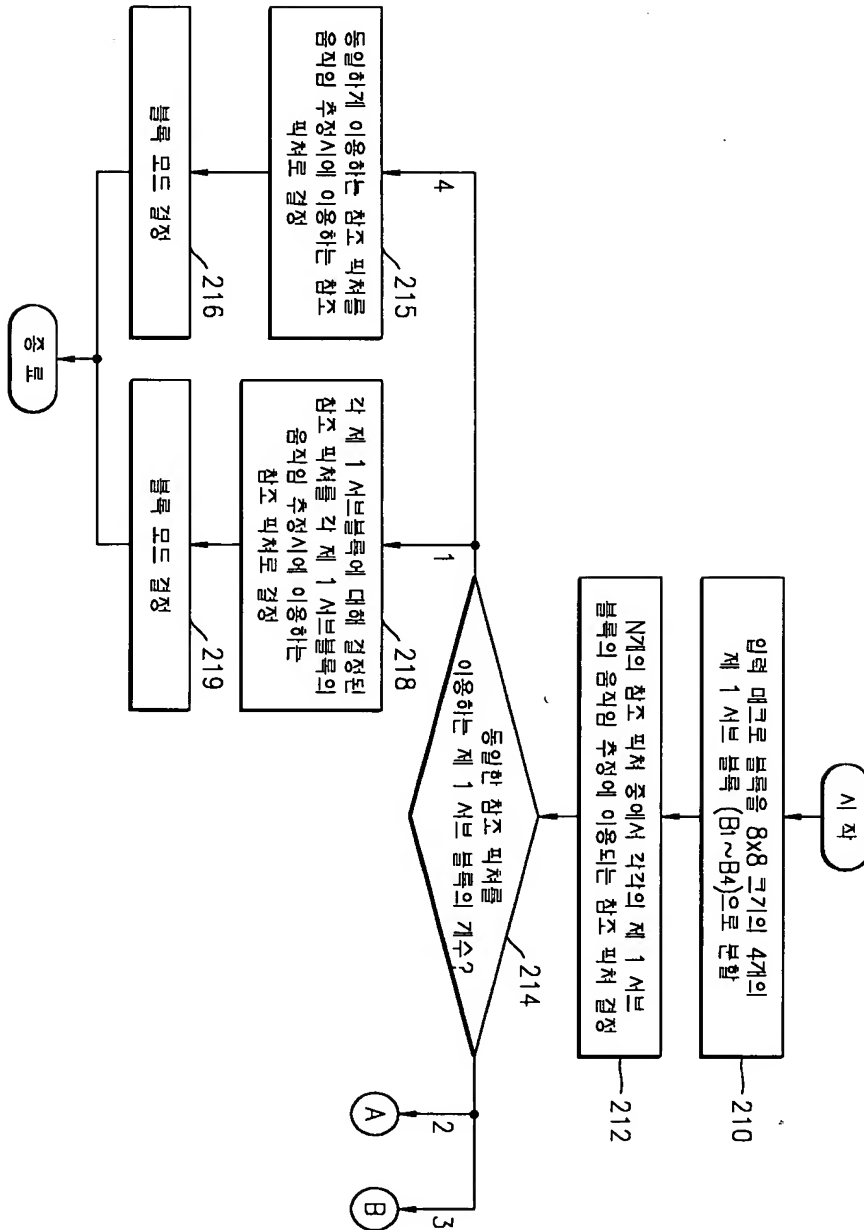 시 작
입력 매크로 블록을 8x8 크기의 4개의
제 1 서브 블록 (B1~B4)으로 분할
210
N개의 참조 픽쳐 중에서 각각의 제 1 서브
블록의 움직임 추정에 이용되는 참조 픽쳐 결정
212
동일한 참조 픽쳐를
이용하는 제 1 서브 블록의 개수?
214
4
1
2
3
동일하게 이용하는 참조 픽쳐를
움직임 추정시에 이용하는 참조
픽쳐로 결정
215
각 제 1 서브블록에 대해 결정된
참조 픽쳐를 각 제 1 서브블록의
움직임 추정시에 이용하는
참조 픽쳐로 결정
218
A
B
블록 모드 결정
216
블록 모드 결정
219
종 료